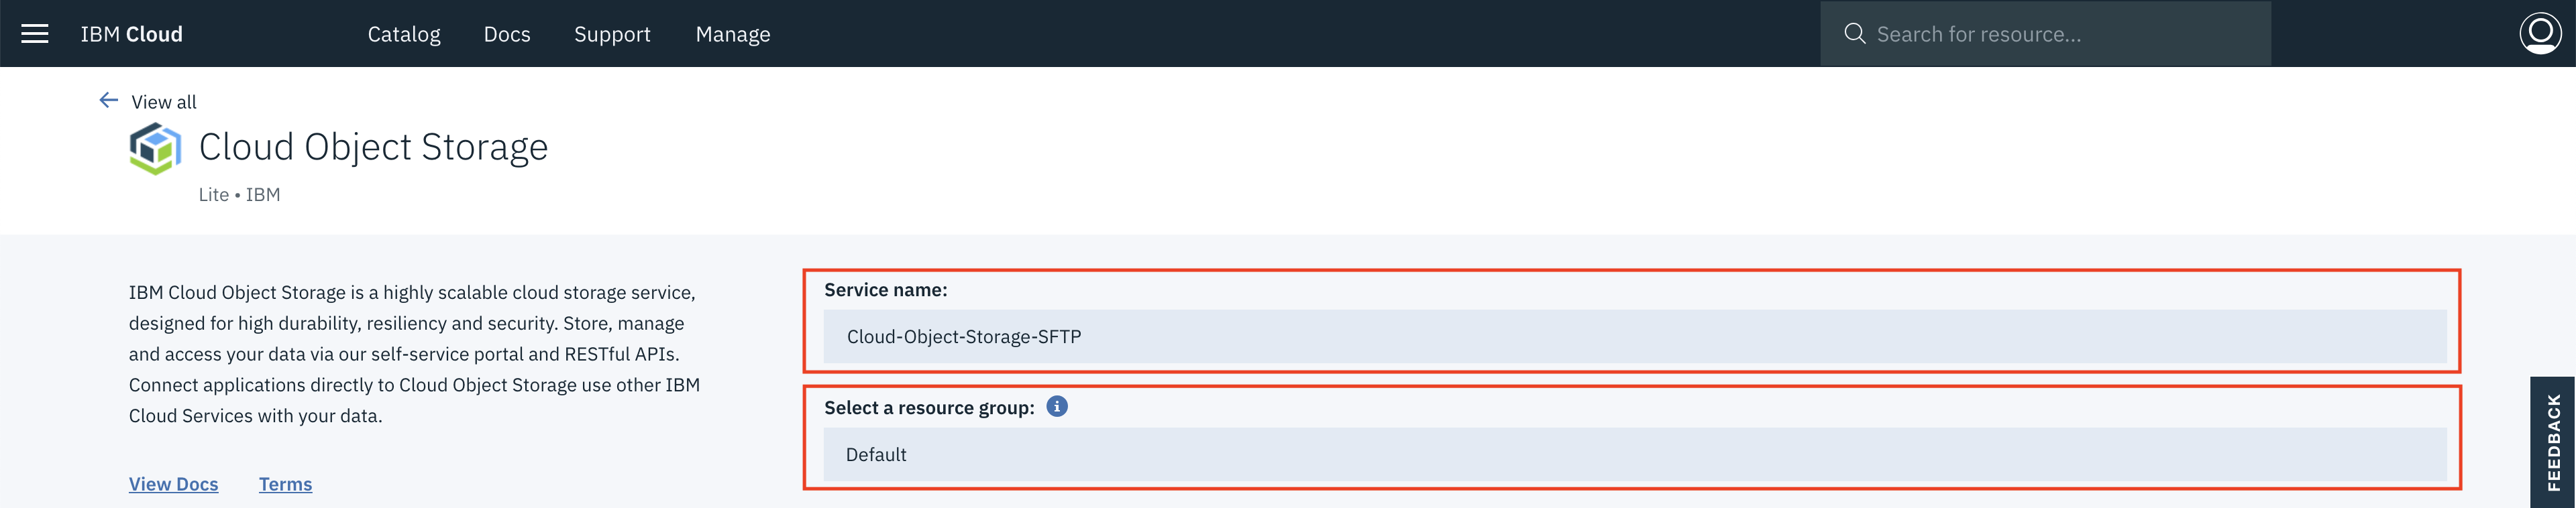 IBM Cloud
Catalog
Docs
Support
Manage
Search for resource...
View all
Cloud Object Storage
Lite • IBM
IBM Cloud Object Storage is a highly scalable cloud storage service,
designed for high durability, resiliency and security. Store, manage
and access your data via our self-service portal and RESTful APIs.
Connect applications directly to Cloud Object Storage use other IBM
Cloud Services with your data.
View Docs
Terms
Service name:
Cloud-Object-Storage-SFTP
Select a resource group:
Default
FEEDBACK